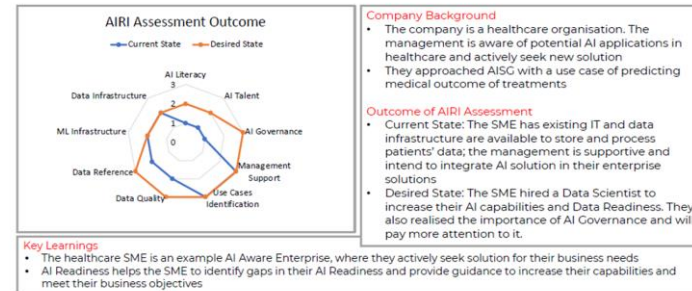 AIRI Assessment Outcome
Current State Desired State
AI Literacy
3
2
1
0
Data Infrastructure
AI Talent
ML Infrastructure
AI Governance
Data Reference
Management
Support
Data Quality
Use Cases
Identification
Company Background
• The company is a healthcare organisation. The
management is aware of potential AI applications in
healthcare and actively seek new solution
• They approached AISG with a use case of predicting
medical outcome of treatments
Outcome of AIRI Assessment
• Current State: The SME has existing IT and data
infrastructure are available to store and process
patients' data; the management is supportive and
intend to integrate AI solution in their enterprise
solutions
• Desired State: The SME hired a Data Scientist to
increase their AI capabilities and Data Readiness. They
also realised the importance of AI Governance and will
pay more attention to it.
Key Learnings
• The healthcare SME is an example AI Aware Enterprise, where they actively seek solution for their business needs
• AI Readiness helps the SME to identify gaps in their AI Readiness and provide guidance to increase their capabilities and
meet their business objectives